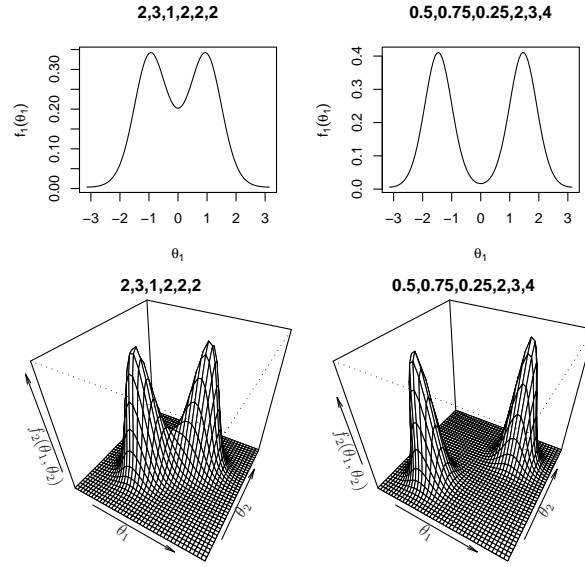 2,3,1,2,2,2
0.5,0.75,0.25,2,3,4
f₁(θ₁)
0.00 0.10 0.20 0.30
−3 −2 −1 0 1 2 3
θ₁
f₁(θ₁)
0.0 0.1 0.2 0.3 0.4
−3 −2 −1 0 1 2 3
θ₁
2,3,1,2,2,2
0.5,0.75,0.25,2,3,4
f₂(θ₁, θ₂)
θ₁
θ₂
f₂(θ₁, θ₂)
θ₁
θ₂